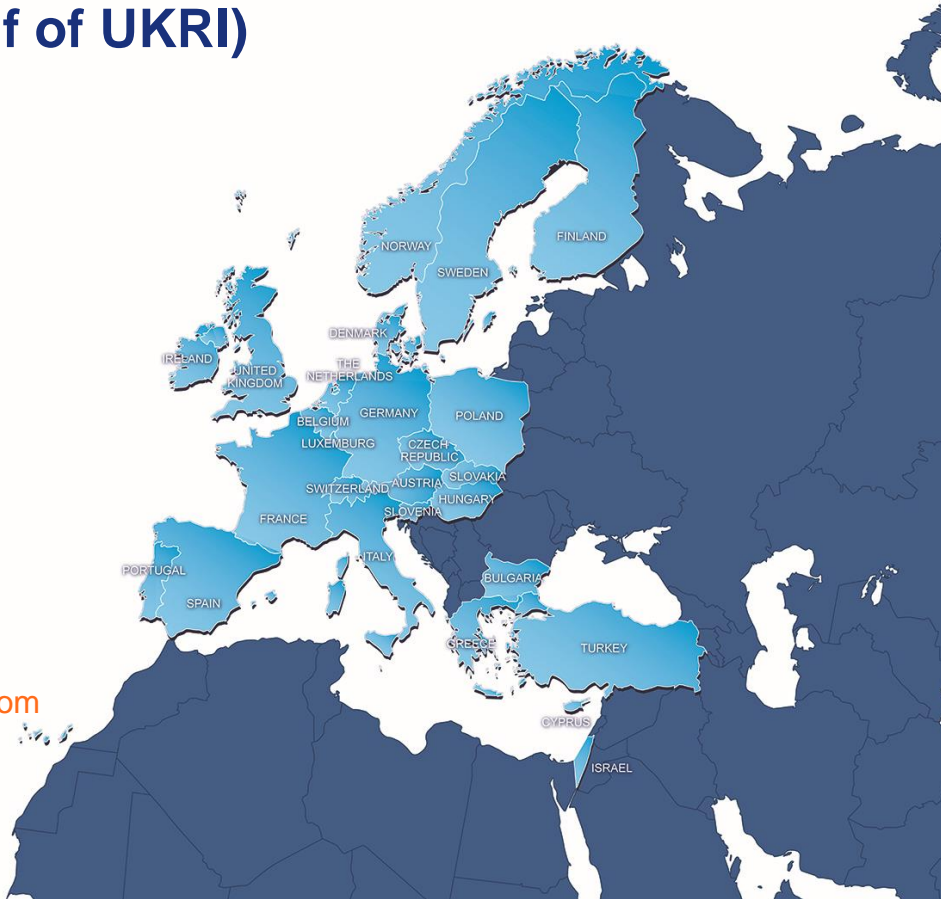 f of UKRI)
NORWAY
FINLAND
SWEDEN
DENMARK
IRELAND
THE
NETHERLANDS
UNITED
KINGDOM
GERMANY
POLAND
BELGIUM
LUXEMBURG
CZECH
REPUBLIC
SLOVAKIA
AUSTRIA
SWITZERLAND
HUNGARY
SLOVENIA
FRANCE
ITALY
PORTUGAL
BULGARIA
SPAIN
GREECE
TURKEY
om
CYPRUS
ISRAEL